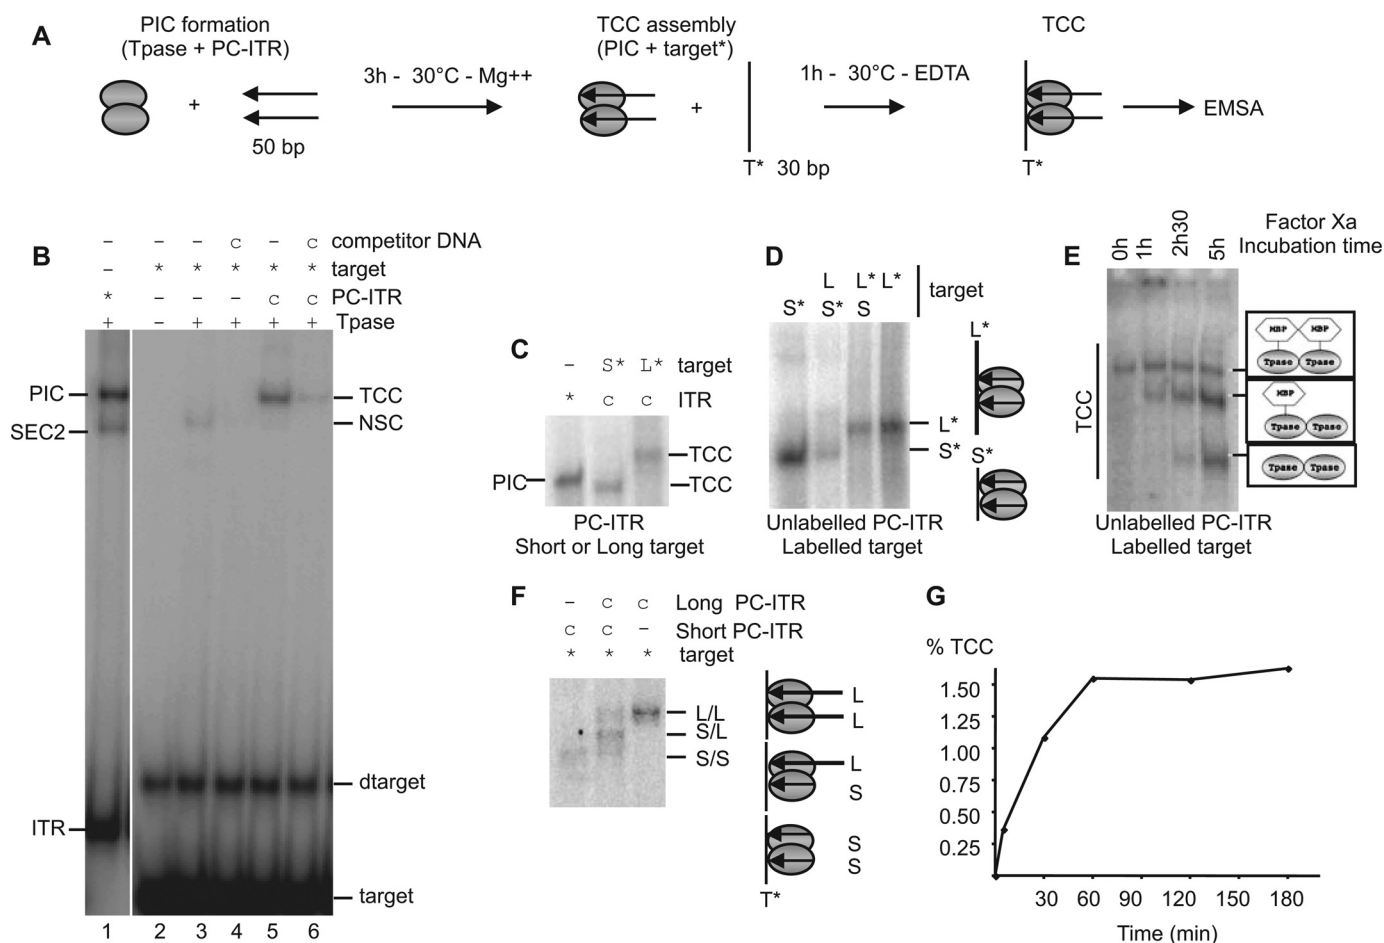 A
PIC formation
(Tpase + PC-ITR)
+
50 bp
3h - 30°C - Mg++
TCC assembly
(PIC + target*)
+
T* 30 bp
1h - 30°C - EDTA
TCC
T*
EMSA
B
– – – c – c competitor DNA
– * * * * * target
* – – – c c PC-ITR
+ – + + + + Tpase
PIC
SEC2
ITR
TCC
NSC
dtarget
target
1 2 3 4 5 6
C
– S* L* target
* c c ITR
PIC
TCC
TCC
PC-ITR
Short or Long target
D
L L* L*
S* S* S
target
L*
S*
L*
S*
Unlabelled PC-ITR
Labelled target
E
0h 1h 2h30 5h
Factor Xa
Incubation time
TCC
MBP MBP
Tpase Tpase
MBP
Tpase Tpase
Tpase Tpase
Unlabelled PC-ITR
Labelled target
F
– c c Long PC-ITR
c c – Short PC-ITR
* * * target
L/L
S/L
S/S
L
L
L
S
S
S
T*
G
% TCC
1.50
1.25
1.00
0.75
0.50
0.25
30 60 90 120 150 180
Time (min)